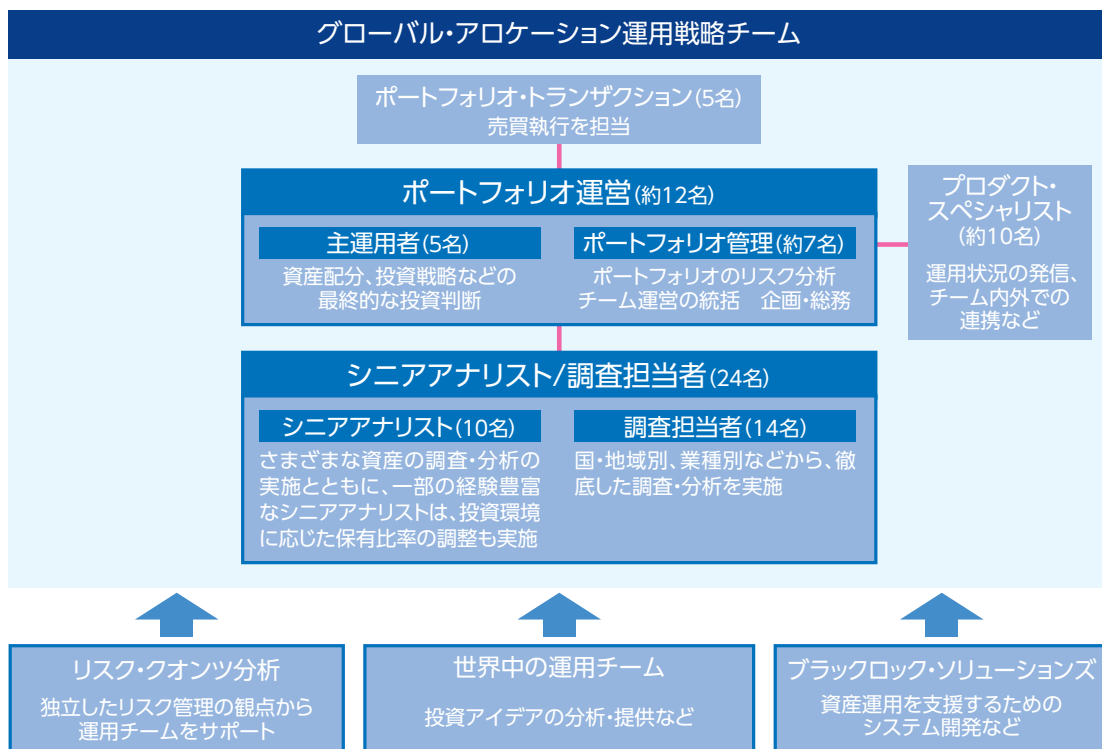 グローバル・アロケーション運用戦略チーム
ポートフォリオ・トランザクション(5名)
売買執行を担当
ポートフォリオ運営(約12名)
主運用者(5名)
資産配分、投資戦略などの
最終的な投資判断
ポートフォリオ管理(約7名)
ポートフォリオのリスク分析
チーム運営の統括　企画・総務
プロダクト・
スペシャリスト
(約10名)
運用状況の発信、
チーム内外での
連携など
シニアアナリスト/調査担当者(24名)
シニアアナリスト(10名)
さまざまな資産の調査・分析の
実施とともに、一部の経験豊富
なシニアアナリストは、投資環境
に応じた保有比率の調整も実施
調査担当者(14名)
国・地域別、業種別などから、徹
底した調査・分析を実施
リスク・クオンツ分析
独立したリスク管理の観点から
運用チームをサポート
世界中の運用チーム
投資アイデアの分析・提供など
ブラックロック・ソリューションズ
資産運用を支援するための
システム開発など